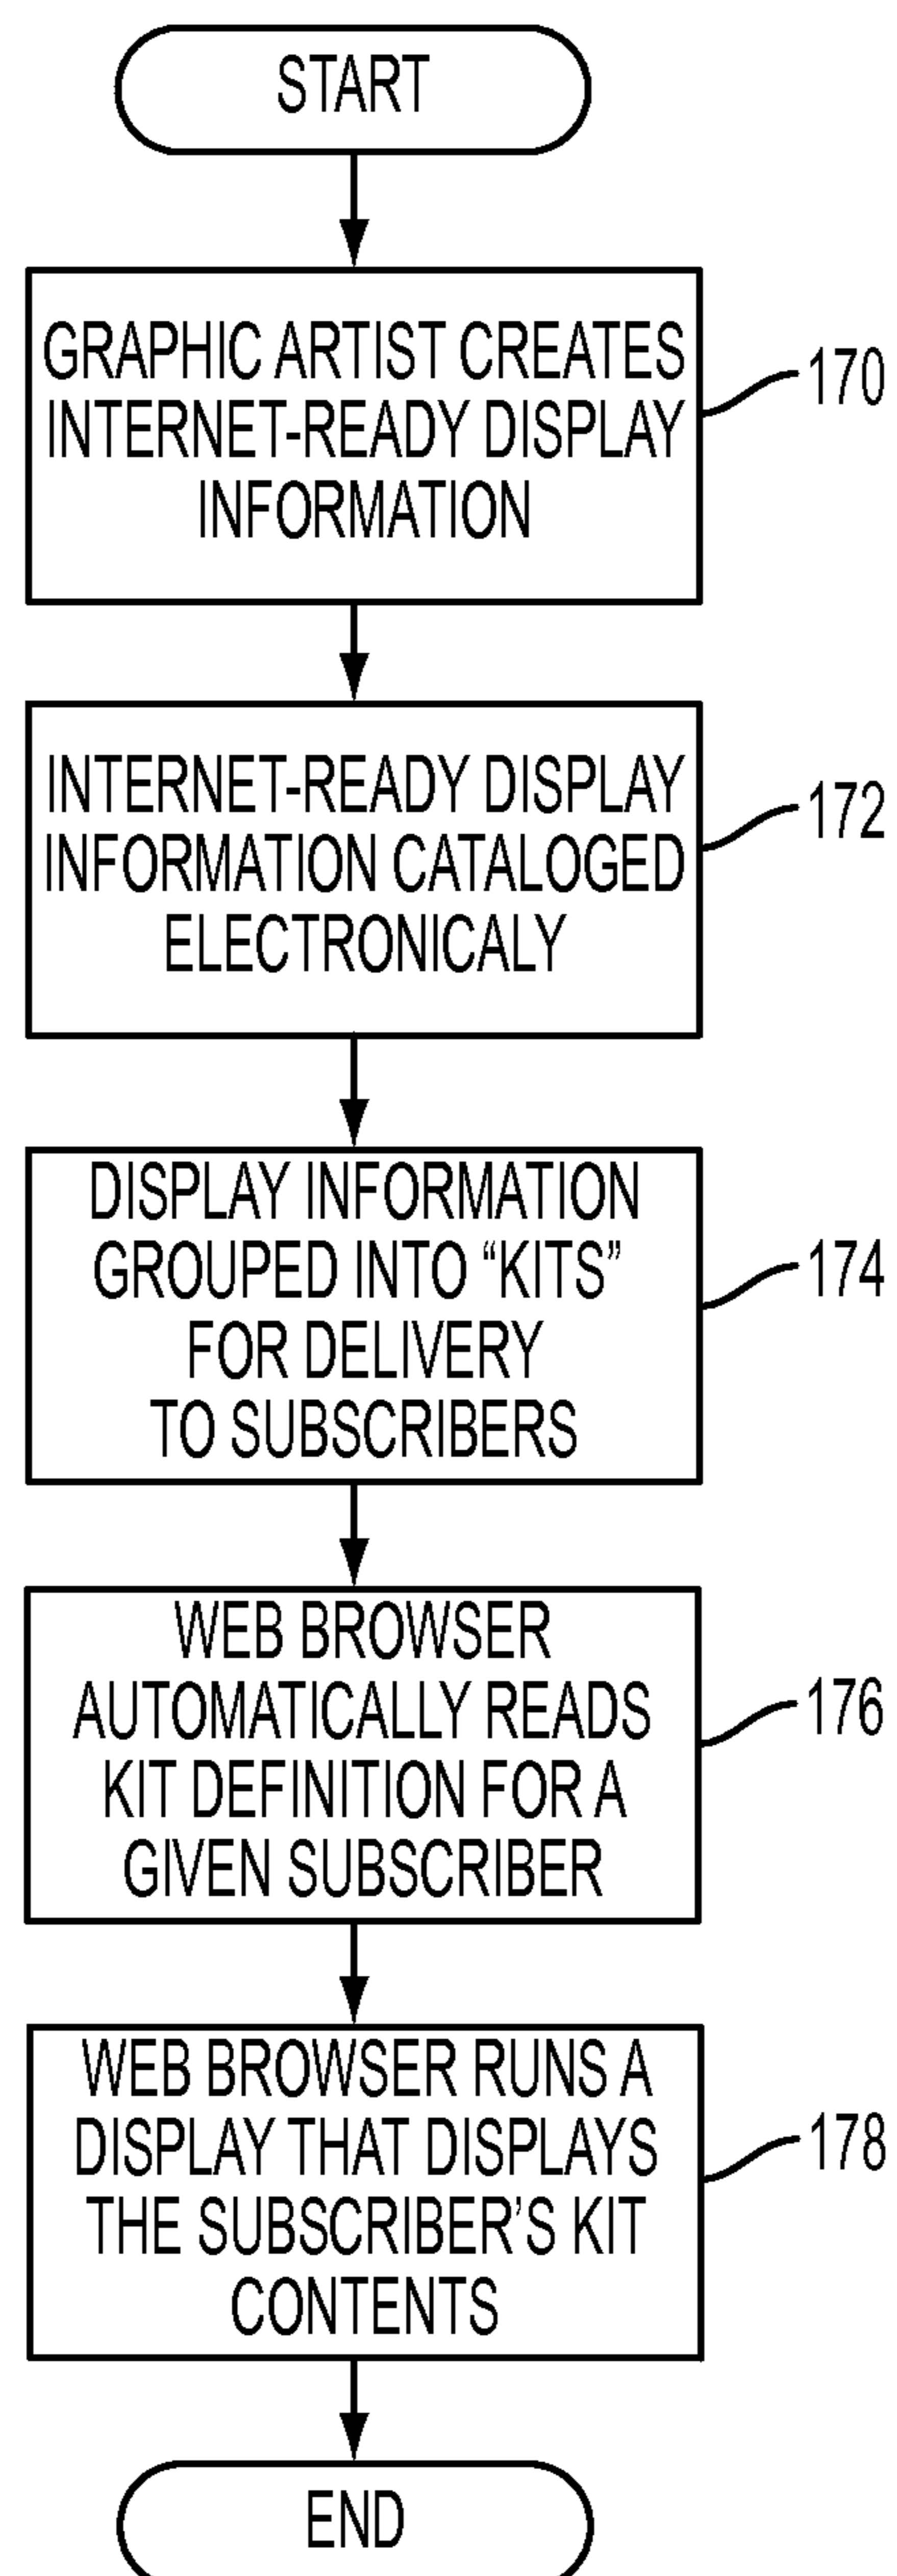 START
GRAPHIC ARTIST CREATES
INTERNET-READY DISPLAY
INFORMATION
170
INTERNET-READY DISPLAY
INFORMATION CATALOGED
ELECTRONICALY
172
DISPLAY INFORMATION
GROUPED INTO “KITS”
FOR DELIVERY
TO SUBSCRIBERS
174
WEB BROWSER
AUTOMATICALLY READS
KIT DEFINITION FOR A
GIVEN SUBSCRIBER
176
WEB BROWSER RUNS A
DISPLAY THAT DISPLAYS
THE SUBSCRIBER’S KIT
CONTENTS
178
END